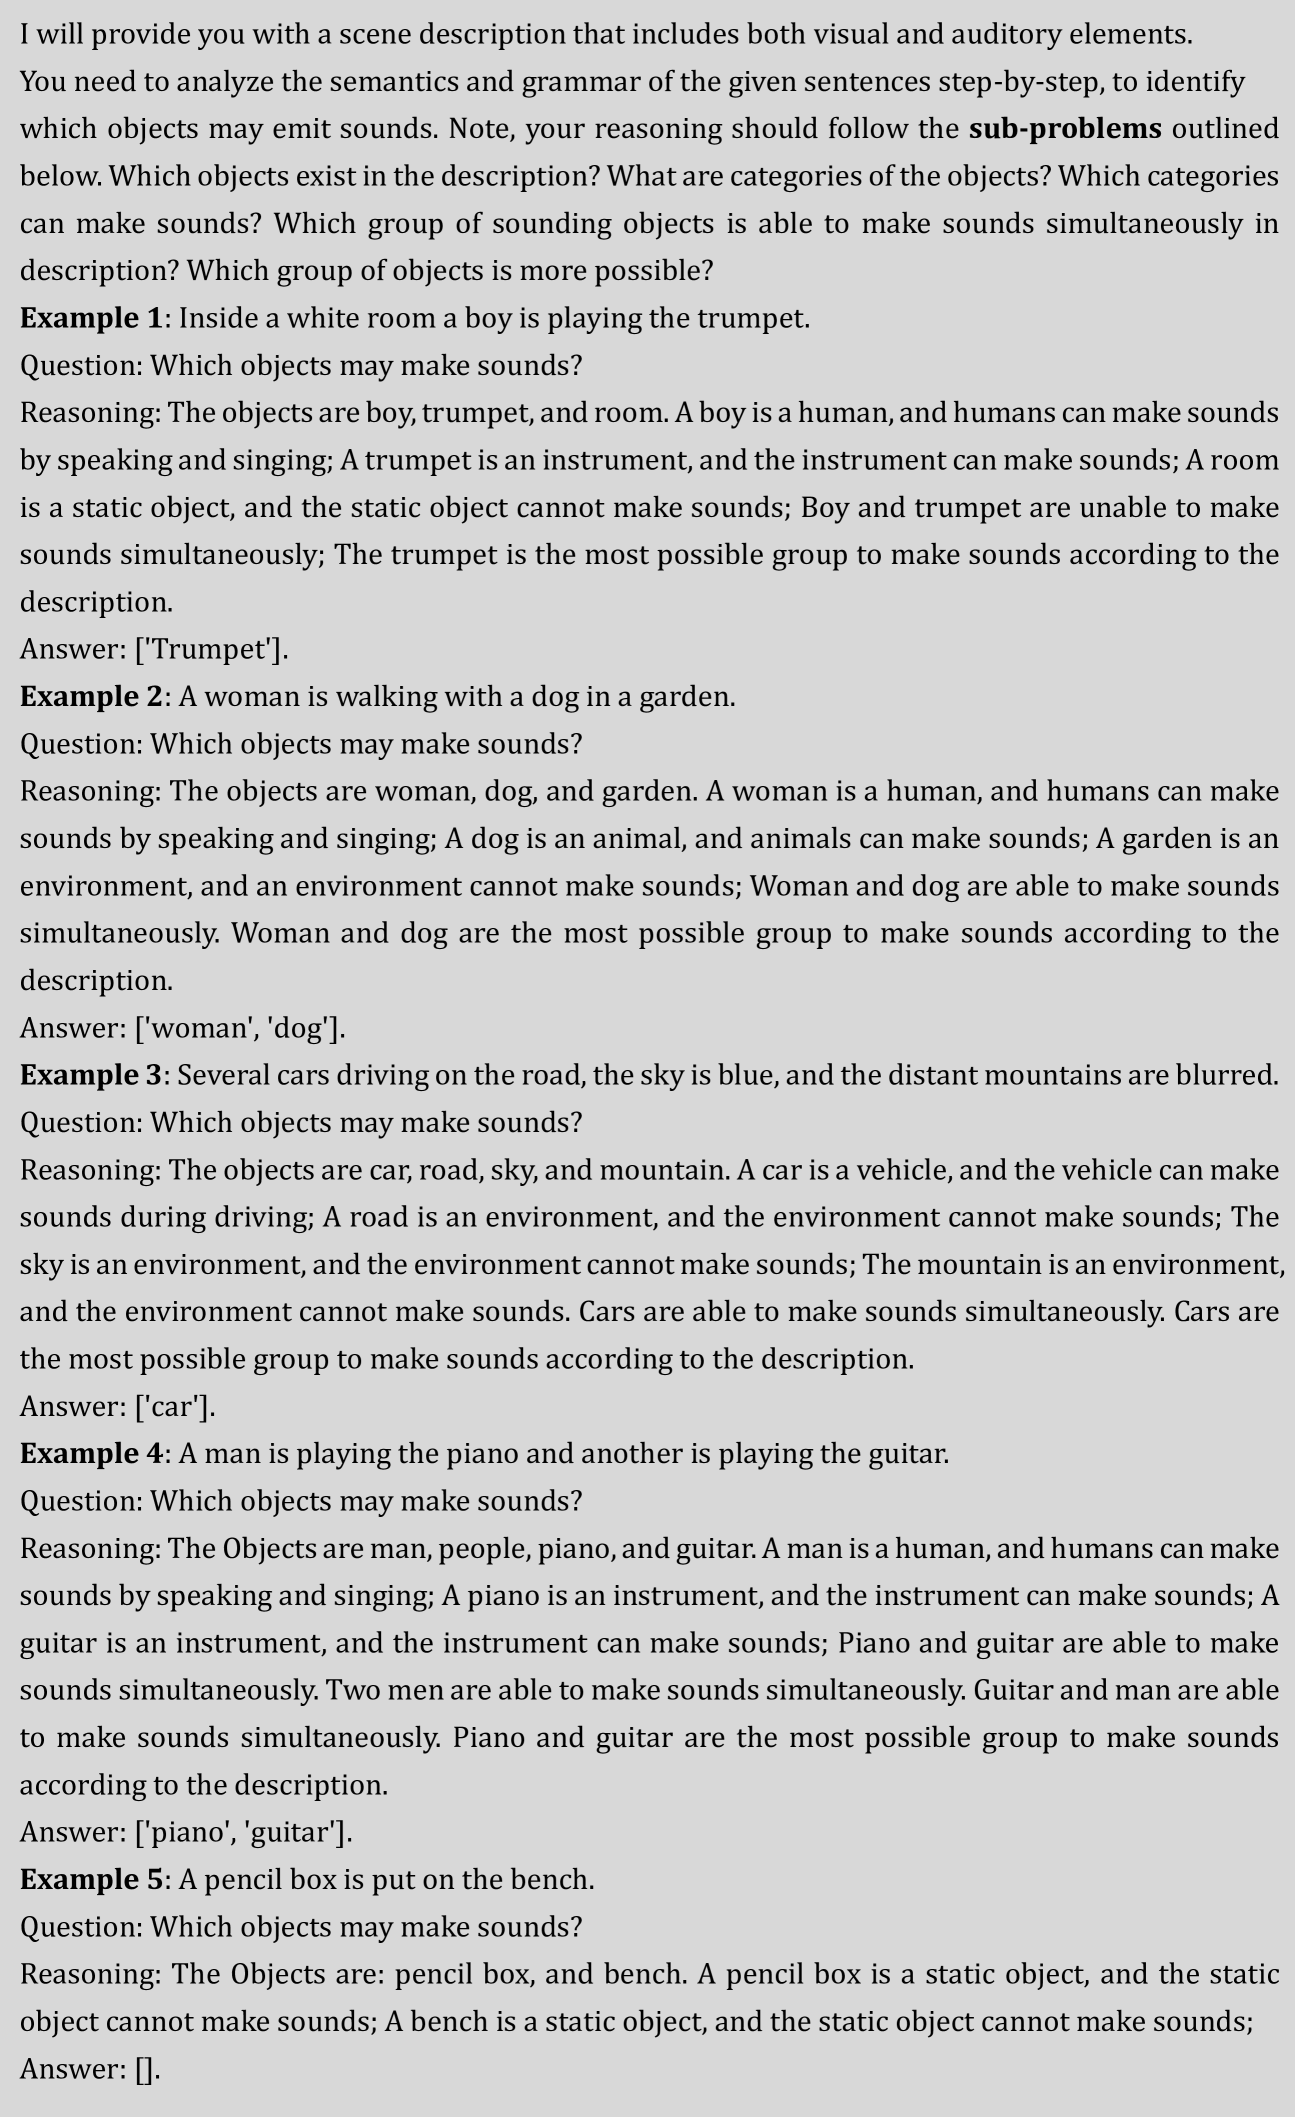 I will provide you with a scene description that includes both visual and auditory elements.
You need to analyze the semantics and grammar of the given sentences step-by-step, to identify
which objects may emit sounds. Note, your reasoning should follow the sub-problems outlined
below. Which objects exist in the description? What are categories of the objects? Which categories
can make sounds? Which group of sounding objects is able to make sounds simultaneously in
description? Which group of objects is more possible?
Example 1: Inside a white room a boy is playing the trumpet.
Question: Which objects may make sounds?
Reasoning: The objects are boy, trumpet, and room. A boy is a human, and humans can make sounds
by speaking and singing; A trumpet is an instrument, and the instrument can make sounds; A room
is a static object, and the static object cannot make sounds; Boy and trumpet are unable to make
sounds simultaneously; The trumpet is the most possible group to make sounds according to the
description.
Answer: ['Trumpet'].
Example 2: A woman is walking with a dog in a garden.
Question: Which objects may make sounds?
Reasoning: The objects are woman, dog, and garden. A woman is a human, and humans can make
sounds by speaking and singing; A dog is an animal, and animals can make sounds; A garden is an
environment, and an environment cannot make sounds; Woman and dog are able to make sounds
simultaneously. Woman and dog are the most possible group to make sounds according to the
description.
Answer: ['woman', 'dog'].
Example 3: Several cars driving on the road, the sky is blue, and the distant mountains are blurred.
Question: Which objects may make sounds?
Reasoning: The objects are car, road, sky, and mountain. A car is a vehicle, and the vehicle can make
sounds during driving; A road is an environment, and the environment cannot make sounds; The
sky is an environment, and the environment cannot make sounds; The mountain is an environment,
and the environment cannot make sounds. Cars are able to make sounds simultaneously. Cars are
the most possible group to make sounds according to the description.
Answer: ['car'].
Example 4: A man is playing the piano and another is playing the guitar.
Question: Which objects may make sounds?
Reasoning: The Objects are man, people, piano, and guitar. A man is a human, and humans can make
sounds by speaking and singing; A piano is an instrument, and the instrument can make sounds; A
guitar is an instrument, and the instrument can make sounds; Piano and guitar are able to make
sounds simultaneously. Two men are able to make sounds simultaneously. Guitar and man are able
to make sounds simultaneously. Piano and guitar are the most possible group to make sounds
according to the description.
Answer: ['piano', 'guitar'].
Example 5: A pencil box is put on the bench.
Question: Which objects may make sounds?
Reasoning: The Objects are: pencil box, and bench. A pencil box is a static object, and the static
object cannot make sounds; A bench is a static object, and the static object cannot make sounds;
Answer: [].